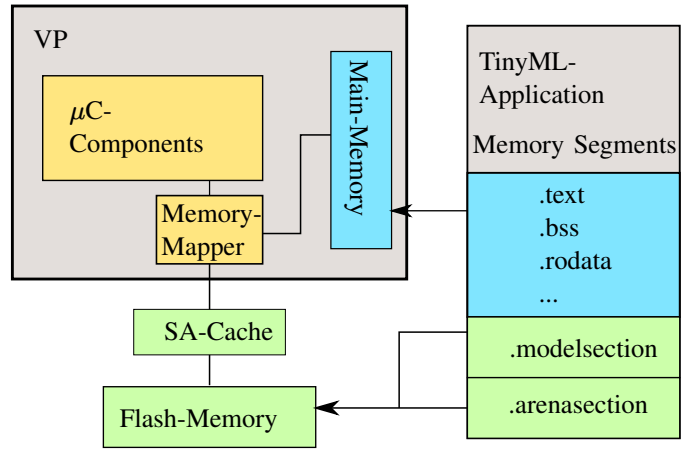 VP
μC-
Components
Memory-
Mapper
Main-Memory
SA-Cache
Flash-Memory
TinyML-
Application
Memory Segments
.text
.bss
.rodata
...
.modelsection
.arenasection